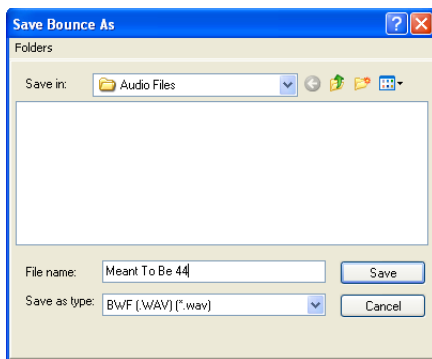 Save Bounce As
Folders
Save in: Audio Files
File name: Meant To Be 44
Save
Save as type: BWF (.WAV) (*.wav)
Cancel